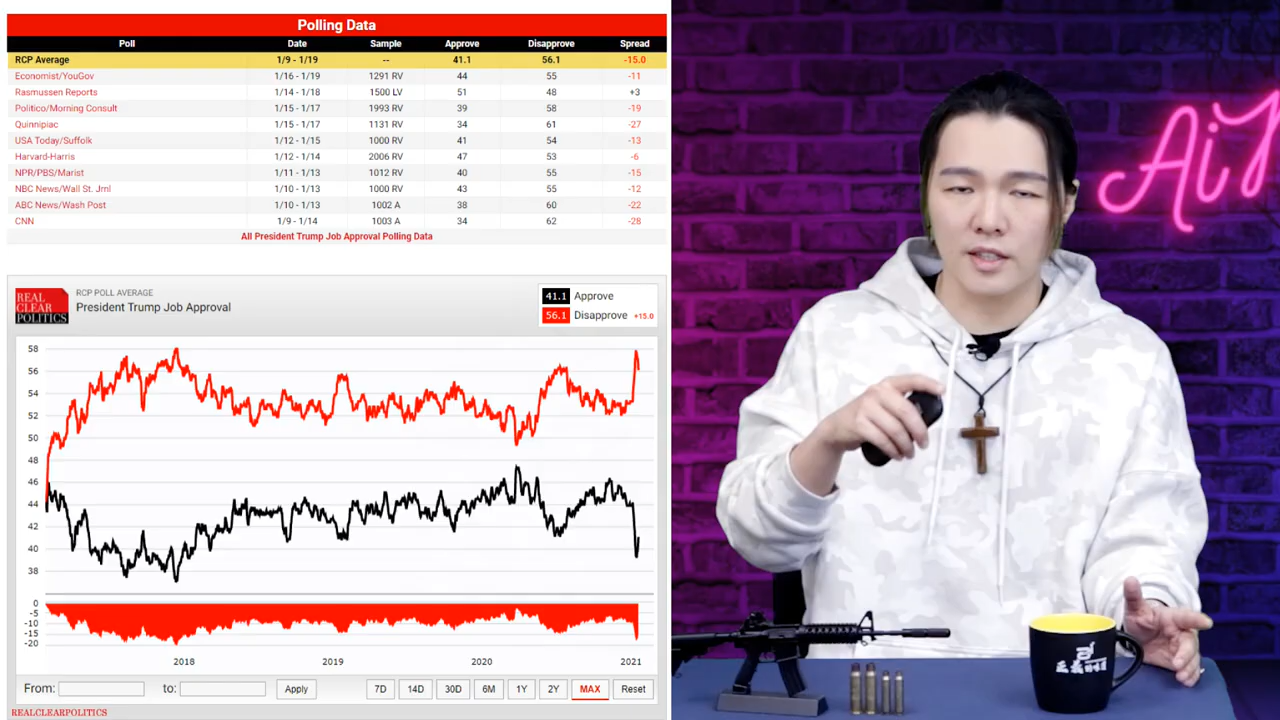 Polling Data
Poll Date Sample Approve Disapprove Spread
RCP Average 1/9 - 1/19 -- 41.1 56.1 -15.0
Economist/YouGov 1/16 - 1/19 1291 RV 44 55 -11
Rasmussen Reports 1/14 - 1/18 1500 LV 51 48 +3
Politico/Morning Consult 1/15 - 1/17 1993 RV 39 58 -19
Quinnipiac 1/15 - 1/17 1131 RV 34 61 -27
USA Today/Suffolk 1/12 - 1/15 1000 RV 41 54 -13
Harvard-Harris 1/12 - 1/14 2006 RV 47 53 -6
NPR/PBS/Marist 1/11 - 1/13 1012 RV 40 55 -15
NBC News/Wall St. Jrnl 1/10 - 1/13 1000 RV 43 55 -12
ABC News/Wash Post 1/10 - 1/13 1002 A 38 60 -22
CNN 1/9 - 1/14 1003 A 34 62 -28
All President Trump Job Approval Polling Data
REAL CLEAR POLITICS
RCP POLL AVERAGE
President Trump Job Approval
41.1 Approve
56.1 Disapprove +15.0
58
56
54
52
50
48
46
44
42
40
38
0
-5
-10
-15
-20
2018 2019 2020 2021
From: to: Apply 7D 14D 30D 6M 1Y 2Y MAX Reset
REALCLEARPOLITICS
Ai